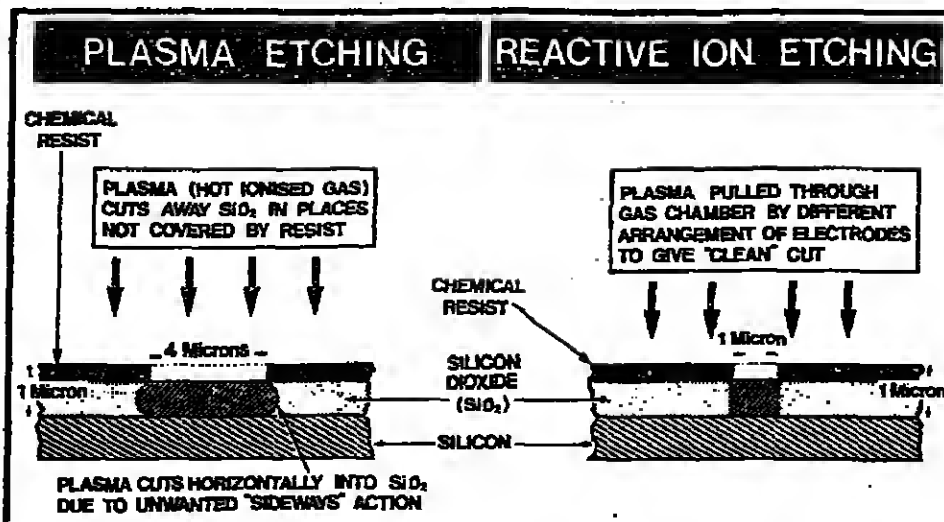 PLASMA ETCHING
REACTIVE ION ETCHING
CHEMICAL
RESIST
PLASMA (HOT IONISED GAS)
CUTS AWAY SiO₂ IN PLACES
NOT COVERED BY RESIST
4 Microns
1 Micron
PLASMA CUTS HORIZONTALLY INTO SiO₂
DUE TO UNWANTED "SIDEWAYS" ACTION
PLASMA PULLED THROUGH
GAS CHAMBER BY DIFFERENT
ARRANGEMENT OF ELECTRODES
TO GIVE "CLEAN" CUT
CHEMICAL
RESIST
1 Micron
SILICON
DIOXIDE
(SiO₂)
1 Micron
SILICON